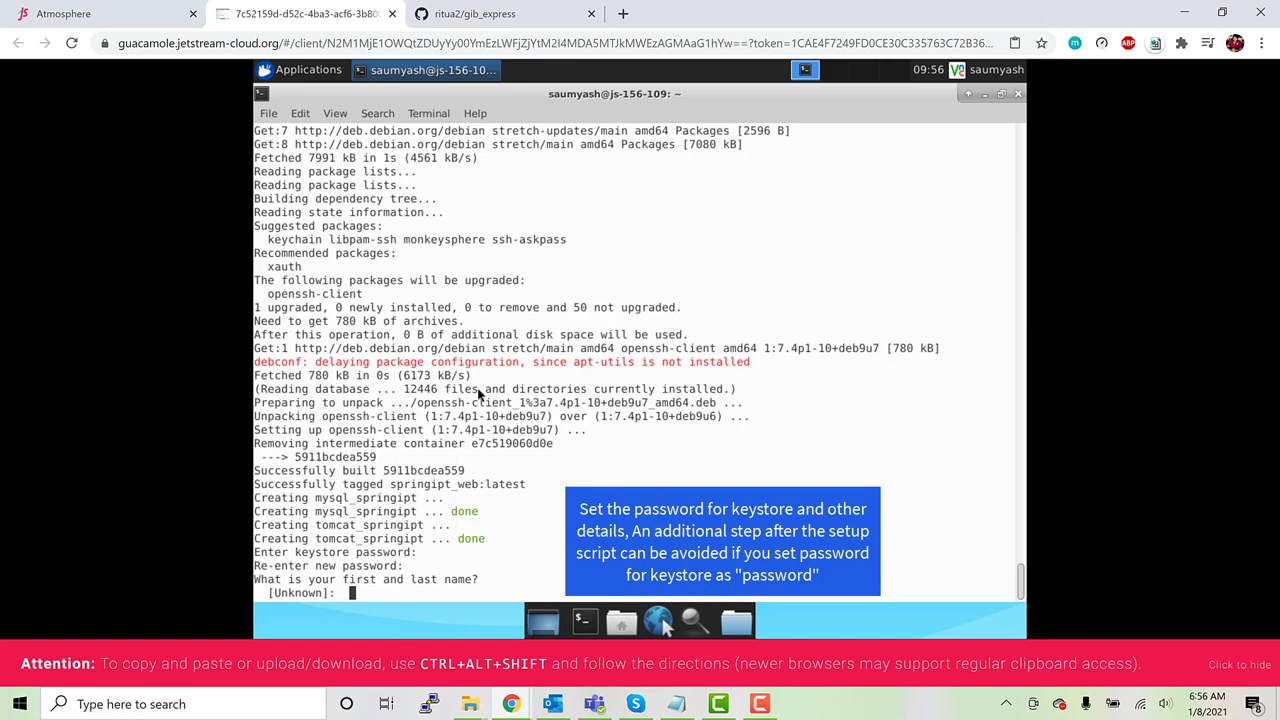 Atmosphere
7c52159d-d52c-4ba3-acf6-3b800
ritua2/gib_express
guacamole.jetstream-cloud.org/#/client/N2M1MjE1OWQtZDUyYy00YmEzLWFjZjYtM2I4MDA5MTJkMWEzAGMAaG1hYw==?token=1CAE4F7249FD0CE30C335763C72B36...
ABP
Applications
saumyash@js-156-10...
09:56
saumyash
saumyash@js-156-109: ~
File Edit View Search Terminal Help
Get:7 http://deb.debian.org/debian stretch-updates/main amd64 Packages [2596 B]
Get:8 http://deb.debian.org/debian stretch/main amd64 Packages [7080 kB]
Fetched 7991 kB in 1s (4561 kB/s)
Reading package lists...
Reading package lists...
Building dependency tree...
Reading state information...
Suggested packages:
keychain libpam-ssh monkeysphere ssh-askpass
Recommended packages:
xauth
The following packages will be upgraded:
openssh-client
1 upgraded, 0 newly installed, 0 to remove and 50 not upgraded.
Need to get 780 kB of archives.
After this operation, 0 B of additional disk space will be used.
Get:1 http://deb.debian.org/debian stretch/main amd64 openssh-client amd64 1:7.4p1-10+deb9u7 [780 kB]
debconf: delaying package configuration, since apt-utils is not installed
Fetched 780 kB in 0s (6173 kB/s)
(Reading database ... 12446 files and directories currently installed.)
Preparing to unpack .../openssh-client_1%3a7.4p1-10+deb9u7_amd64.deb ...
Unpacking openssh-client (1:7.4p1-10+deb9u7) over (1:7.4p1-10+deb9u6) ...
Setting up openssh-client (1:7.4p1-10+deb9u7) ...
Removing intermediate container e7c519060d0e
---> 5911bcdea559
Successfully built 5911bcdea559
Successfully tagged springipt_web:latest
Creating mysql_springipt ...
Creating mysql_springipt ... done
Creating tomcat_springipt ...
Creating tomcat_springipt ... done
Enter keystore password:
Re-enter new password:
What is your first and last name?
[Unknown]:
Set the password for keystore and other
details, An additional step after the setup
script can be avoided if you set password
for keystore as "password"
Attention: To copy and paste or upload/download, use CTRL+ALT+SHIFT and follow the directions (newer browsers may support regular clipboard access).
Click to hide
Type here to search
6:56 AM
1/8/2021
8